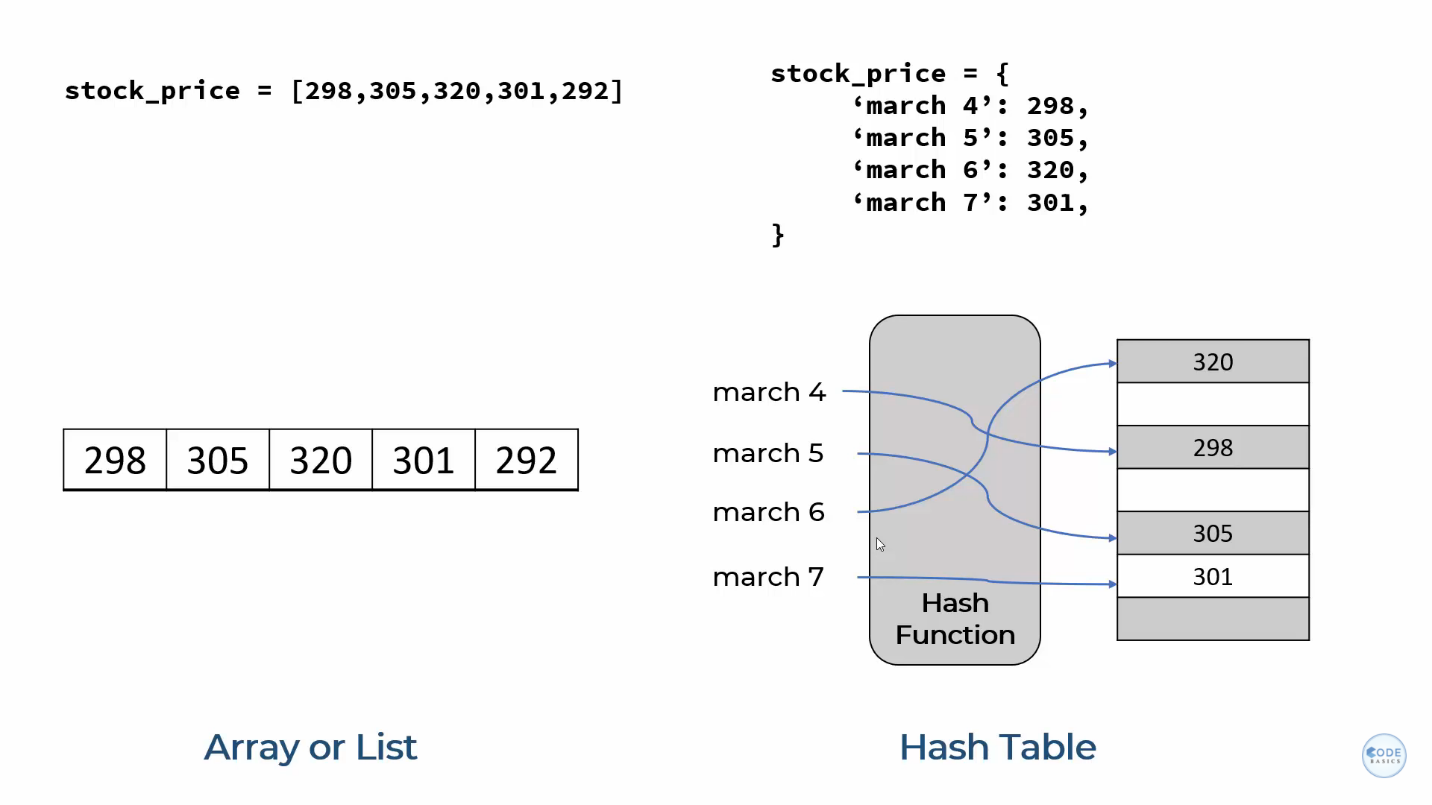 stock_price = [298,305,320,301,292]
stock_price = {
‘march 4’: 298,
‘march 5’: 305,
‘march 6’: 320,
‘march 7’: 301,
}
298 305 320 301 292
march 4
march 5
march 6
march 7
Hash
Function
320
298
305
301
Array or List
Hash Table
CODE
BASICS